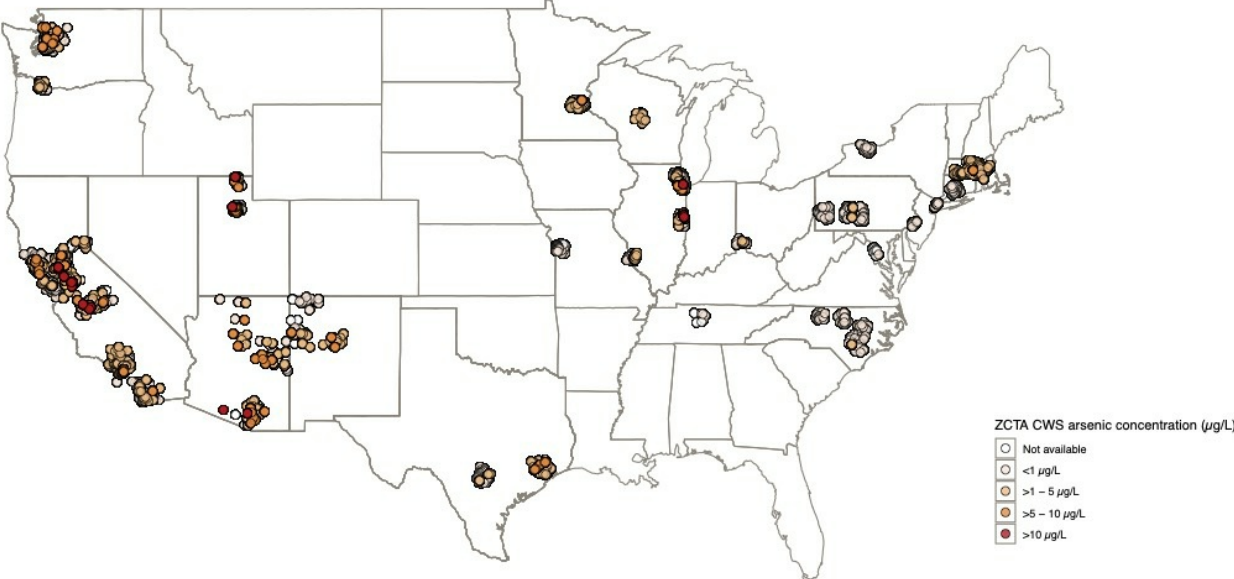 ZCTA CWS arsenic concentration (µg/L)
Not available
<1 µg/L
>1 – 5 µg/L
>5 – 10 µg/L
>10 µg/L